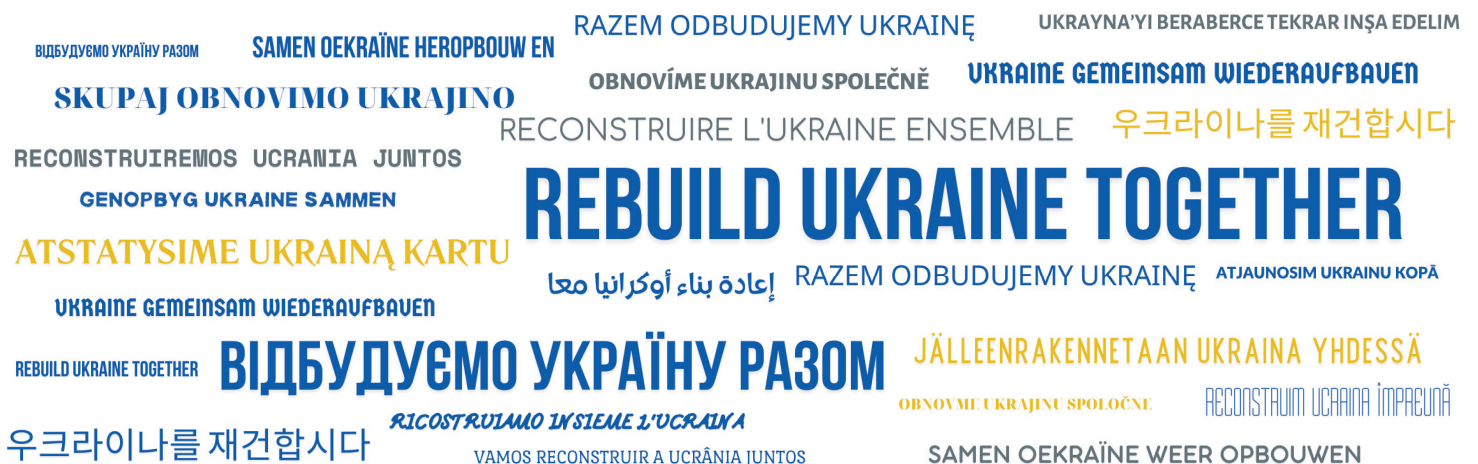 RAZEM ODBUDUJEMY UKRAINĘ
UKRAYNA'YI BERABERCE TEKRAR INŞA EDELIM
ВІДБУДУЄМО УКРАЇНУ РАЗОМ
SAMEN OEKRAÏNE HEROPBOUW EN
OBNOVÍME UKRAJINU SPOLEČNĚ
UKRAINE GEMEINSAM WIEDERAUFBAUEN
SKUPAJ OBNOVIMO UKRAJINO
RECONSTRUIRE L'UKRAINE ENSEMBLE
우크라이나를 재건합시다
RECONSTRUIREMOS UCRANIA JUNTOS
GENOPBYG UKRAINE SAMMEN
REBUILD UKRAINE TOGETHER
ATSTATYSIME UKRAINĄ KARTU
إعادة بناء أوكرانيا معا
RAZEM ODBUDUJEMY UKRAINĘ
ATJAUNOSIM UKRAINU KOPĀ
UKRAINE GEMEINSAM WIEDERAUFBAUEN
REBUILD UKRAINE TOGETHER
ВІДБУДУЄМО УКРАЇНУ РАЗОМ
JÄLLEENRAKENNETAAN UKRAINA YHDESSÄ
OBNOVME UKRAJINU SPOLOČNE
RECONSTRUIM UCRAINA ÎMPREUNĂ
RICOSTRUIAMO INSIEME L'UCRAINA
우크라이나를 재건합시다
VAMOS RECONSTRUIR A UCRÂNIA JUNTOS
SAMEN OEKRAÏNE WEER OPBOUWEN